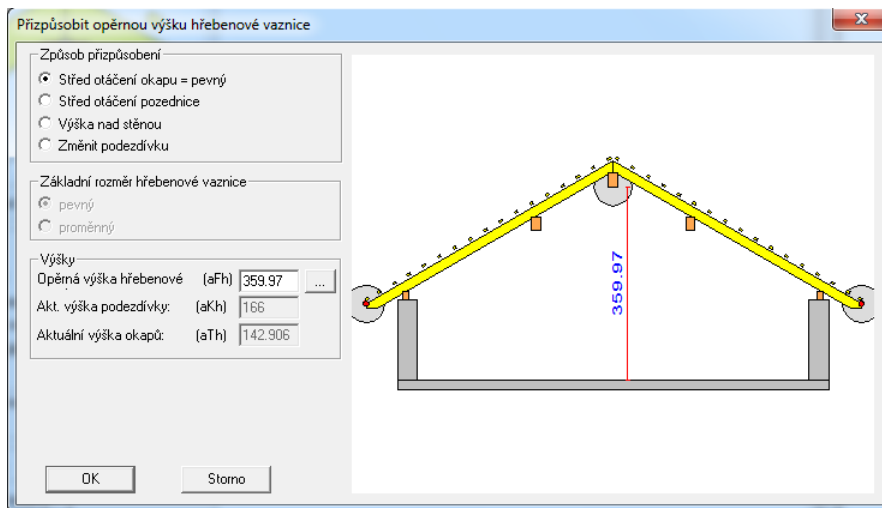 Přizpůsobit opěrnou výšku hřebenové vaznice
Způsob přizpůsobení
Střed otáčení okapu = pevný
Střed otáčení pozednice
Výška nad stěnou
Změnit podezdívku
Základní rozměr hřebenové vaznice
pevný
proměnný
Výšky
Opěrná výška hřebenové (aFh) 359.97 ...
Akt. výška podezdívky: (aKh) 166
Aktuální výška okapů: (aTh) 142.906
OK Storno
359.97